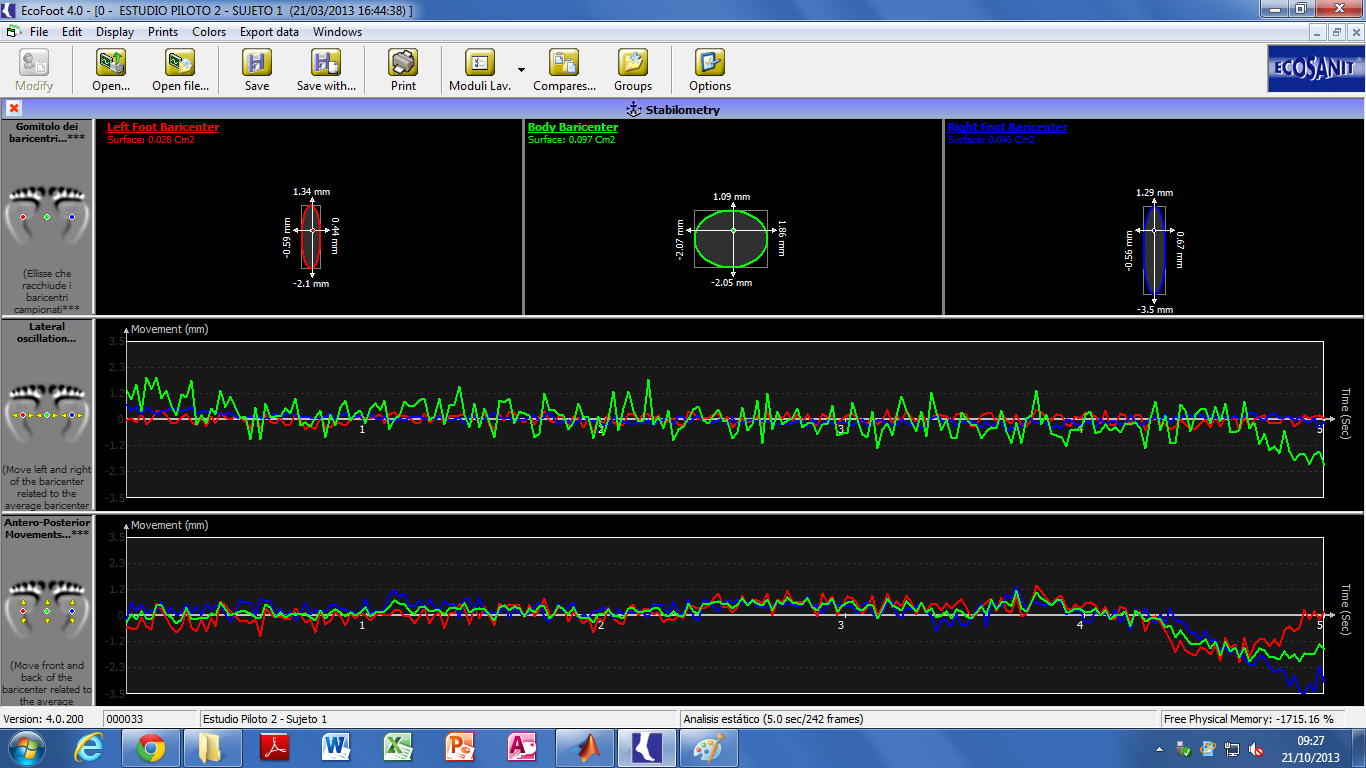 EcoFoot 4.0 - [0 -  ESTUDIO PILOTO 2 - SUJETO 1  (21/03/2013 16:44:38) ]
File Edit Display Prints Colors Export data Windows
Modify Open... Open file... Save Save with... Print Moduli Lav. Compares... Groups Options
ECOSANIT
Stabilometry
Gomitolo dei
baricentri...***
(Ellisse che
racchiude i
baricentri
campionati***
Left Foot Baricenter
Surface: 0.028 Cm2
1.34 mm
-0.59 mm
0.44 mm
-2.1 mm
Body Baricenter
Surface: 0.097 Cm2
1.09 mm
-2.07 mm
1.86 mm
-2.05 mm
Right Foot Baricenter
Surface: 0.046 Cm2
1.29 mm
-0.56 mm
0.67 mm
-3.5 mm
Lateral
oscillation...
(Move left and right
of the baricenter
related to the
average baricenter
Movement (mm)
3.5
2.3
1.2
0
-1.2
-2.3
-3.5
1 2 3 4 5
Time (Sec)
Antero-Posterior
Movements...***
(Move front and
back of the
baricenter related to
the average
Movement (mm)
3.5
2.3
1.2
0
-1.2
-2.3
-3.5
1 2 3 4 5
Time (Sec)
Version: 4.0.200 000033 Estudio Piloto 2 - Sujeto 1 Analisis estático (5.0 sec/242 frames) Free Physical Memory: -1715.16 %
09:27
21/10/2013